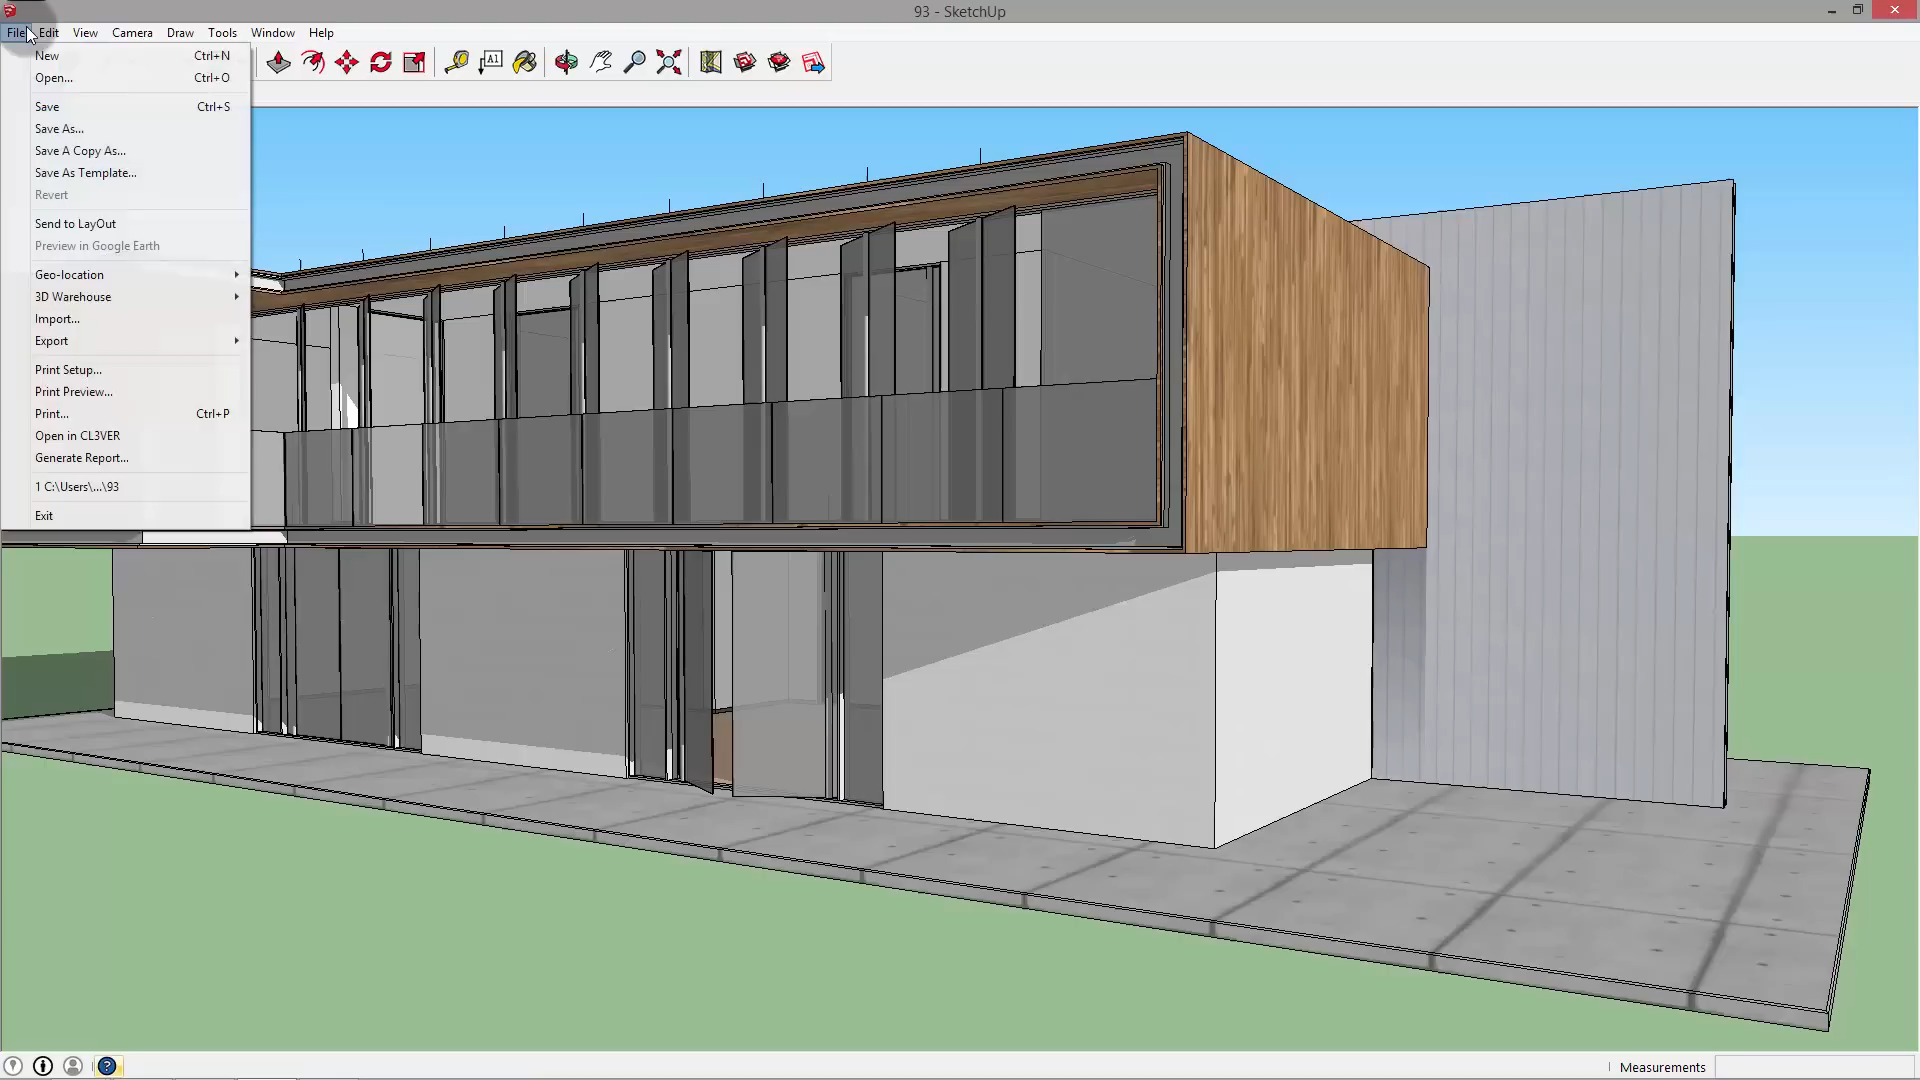 93 - SketchUp
File Edit View Camera Draw Tools Window Help
New Ctrl+N
Open... Ctrl+O
Save Ctrl+S
Save As...
Save A Copy As...
Save As Template...
Revert
Send to LayOut
Preview in Google Earth
Geo-location
3D Warehouse
Import...
Export
Print Setup...
Print Preview...
Print... Ctrl+P
Open in CL3VER
Generate Report...
1 C:\Users\...\93
Exit
A1
Measurements